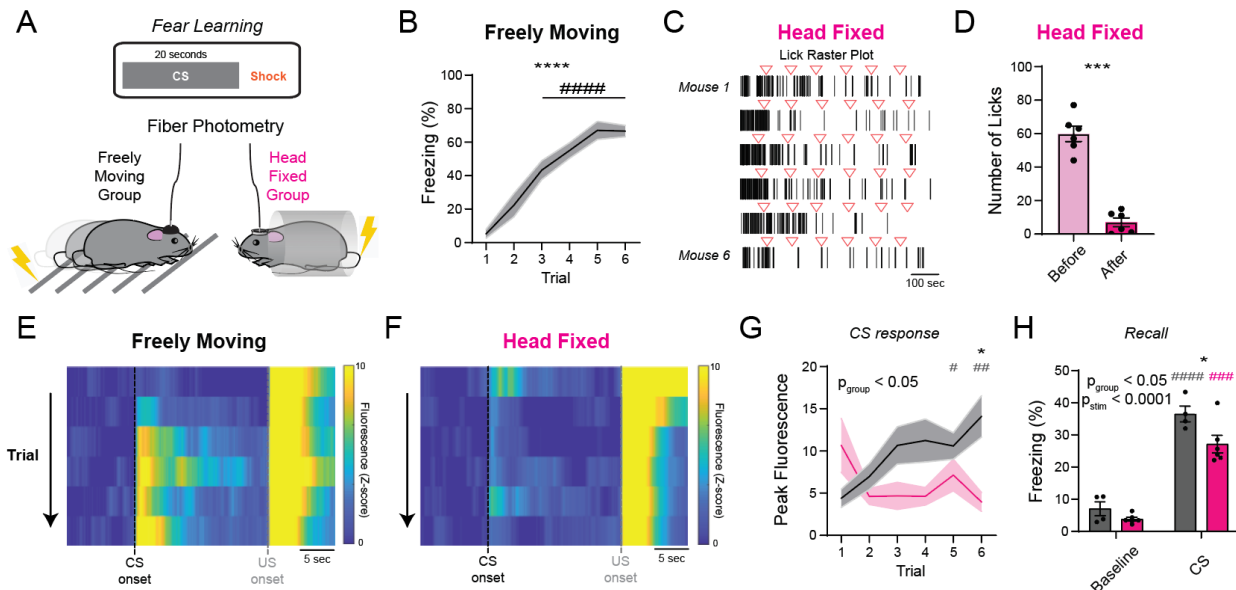 A
Fear Learning
20 seconds
CS
Shock
Fiber Photometry
Freely
Moving
Group
Head
Fixed
Group
B
Freely Moving
****
####
Freezing (%)
100
80
60
40
20
0
1 2 3 4 5 6
Trial
C
Head Fixed
Lick Raster Plot
Mouse 1
Mouse 6
100 sec
D
Head Fixed
***
Number of Licks
100
80
60
40
20
0
Before
After
E
Freely Moving
Trial
CS
onset
US
onset
5 sec
10
Fluorescence (Z-score)
0
F
Head Fixed
CS
onset
US
onset
5 sec
10
Fluorescence (Z-score)
0
G
CS response
*
# ##
pgroup < 0.05
Peak Fluorescence
20
15
10
5
0
1 2 3 4 5 6
Trial
H
Recall
*
#### ###
pgroup < 0.05
pstim < 0.0001
Freezing (%)
50
40
30
20
10
0
Baseline
CS